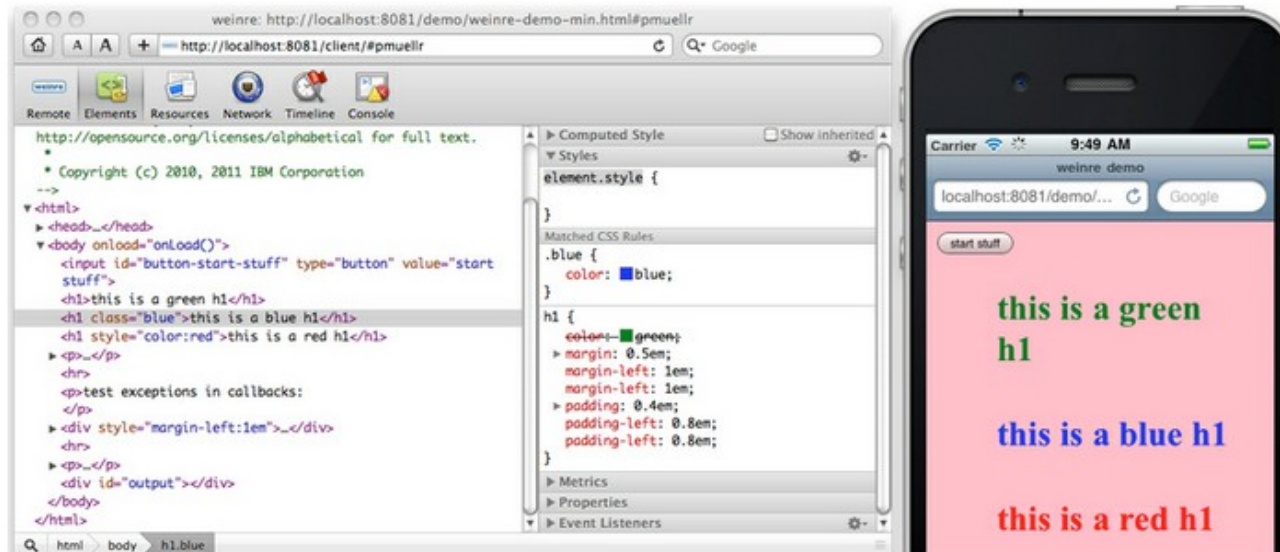 weinre: http://localhost:8081/demo/weinre-demo-min.html#pmuellr
A A + http://localhost:8081/client/#pmuellr Google
weinre
Remote Elements Resources Network Timeline Console
http://opensource.org/licenses/alphabetical for full text.
*
* Copyright (c) 2010, 2011 IBM Corporation
-->
▼<html>
▶<head>…</head>
▼<body onload="onLoad()">
<input id="button-start-stuff" type="button" value="start
stuff">
<h1>this is a green h1</h1>
<h1 class="blue">this is a blue h1</h1>
<h1 style="color:red">this is a red h1</h1>
▶<p>…</p>
<hr>
<p>test exceptions in callbacks:
</p>
▶<div style="margin-left:1em">…</div>
<hr>
▶<p>…</p>
<div id="output"></div>
</body>
</html>
html body h1.blue
▶ Computed Style Show inherited
▼ Styles
element.style {
}
Matched CSS Rules
.blue {
color: blue;
}
h1 {
color: green;
▶ margin: 0.5em;
margin-left: 1em;
margin-left: 1em;
▶ padding: 0.4em;
padding-left: 0.8em;
padding-left: 0.8em;
}
▶ Metrics
▶ Properties
▶ Event Listeners
Carrier 9:49 AM
weinre demo
localhost:8081/demo/... Google
start stuff
this is a green
h1
this is a blue h1
this is a red h1